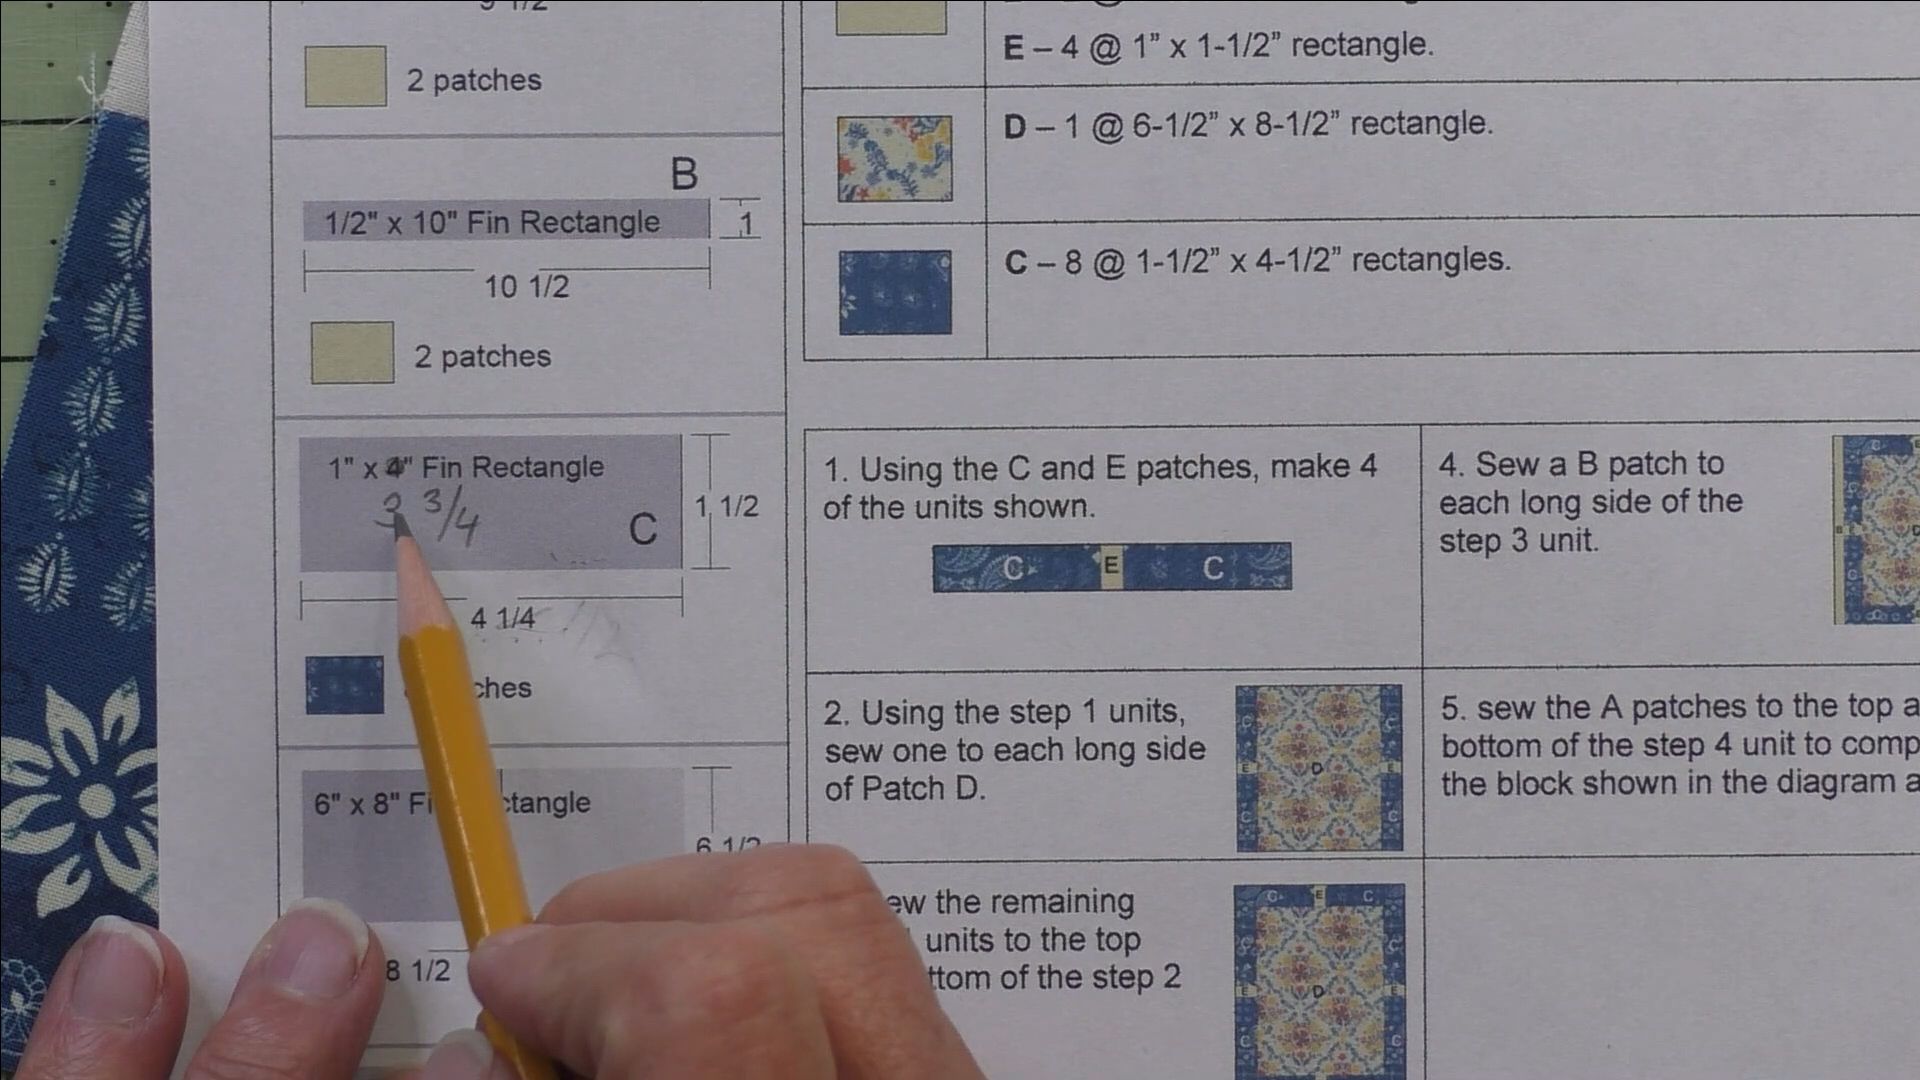 2 patches
B
1/2" x 10" Fin Rectangle
1
10 1/2
2 patches
1" x 4" Fin Rectangle
3 3/4
C
1 1/2
4 1/4
6" x 8"
6 1/2
8 1/2
E – 4 @ 1” x 1-1/2” rectangle.
D – 1 @ 6-1/2” x 8-1/2” rectangle.
C – 8 @ 1-1/2” x 4-1/2” rectangles.
1. Using the C and E patches, make 4
of the units shown.
C E C
2. Using the step 1 units,
sew one to each long side
of Patch D.
C C
E D E
C C
the remaining
units to the top
of the step 2
C E C
C C
E D E
C C
4. Sew a B patch to
each long side of the
step 3 unit.
5. sew the A patches to the top
bottom of the step 4 unit to
the block shown in the diagram